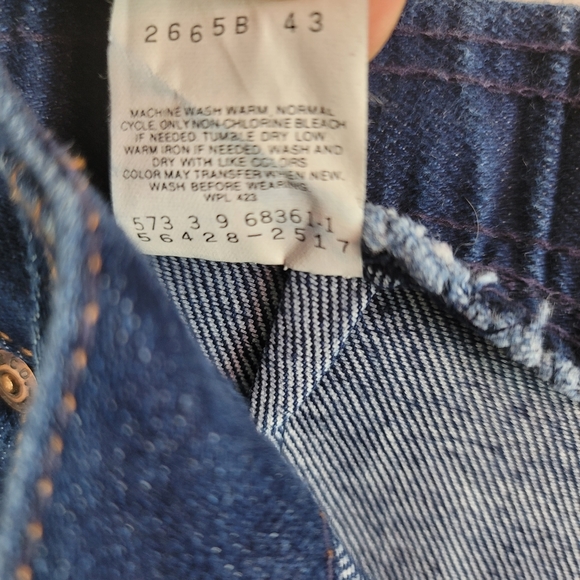 2665B 43
MACHINE WASH WARM, NORMAL
CYCLE, ONLY NON-CHLORINE BLEACH
IF NEEDED TUMBLE DRY LOW
WARM IRON IF NEEDED, WASH AND
DRY WITH LIKE COLORS
COLOR MAY TRANSFER WHEN NEW.
WASH BEFORE WEARING.
WPL 423
573 3 9 68361-1
56428-2517